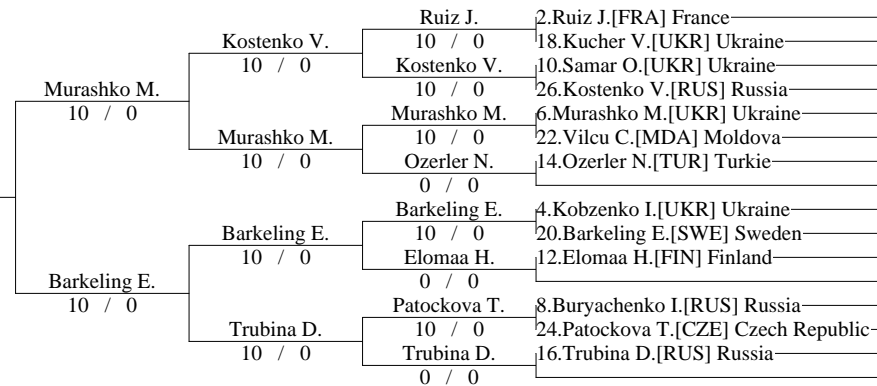 Ruiz J. 2.Ruiz J.[FRA] France
Kostenko V. 10 / 0 18.Kucher V.[UKR] Ukraine
10 / 0 Kostenko V. 10.Samar O.[UKR] Ukraine
Murashko M. 10 / 0 26.Kostenko V.[RUS] Russia
10 / 0 Murashko M. 6.Murashko M.[UKR] Ukraine
Murashko M. 10 / 0 22.Vilcu C.[MDA] Moldova
10 / 0 Ozerler N. 14.Ozerler N.[TUR] Turkie
0 / 0
Barkeling E. 4.Kobzenko I.[UKR] Ukraine
Barkeling E. 10 / 0 20.Barkeling E.[SWE] Sweden
10 / 0 Elomaa H. 12.Elomaa H.[FIN] Finland
Barkeling E. 0 / 0
10 / 0 Patockova T. 8.Buryachenko I.[RUS] Russia
Trubina D. 10 / 0 24.Patockova T.[CZE] Czech Republic
10 / 0 Trubina D. 16.Trubina D.[RUS] Russia
0 / 0